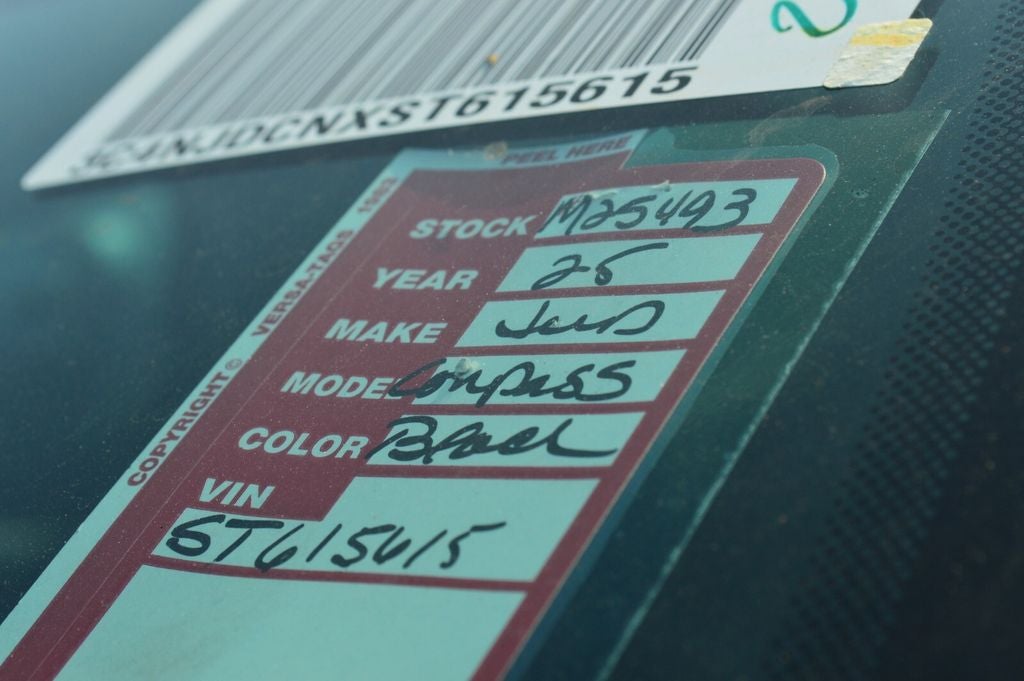 3C4NJDCNXST615615
PEEL HERE
COPYRIGHT © VERSA-TAGS 1992
STOCK M25493
YEAR 25
MAKE Jeep
MODEL Compass
COLOR Black
VIN
ST615615